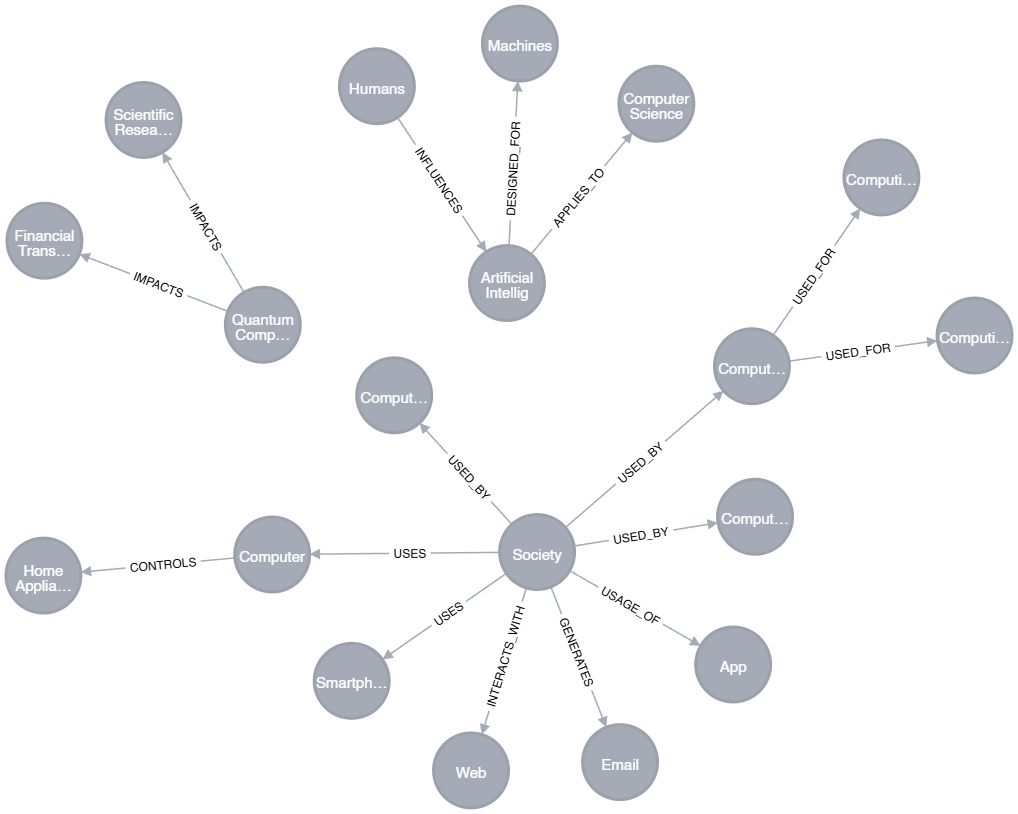 Machines
Humans
Computer
Science
Scientific
Resea…
INFLUENCES
DESIGNED_FOR
APPLIES_TO
Computi…
IMPACTS
Financial
Trans…
IMPACTS
Artificial
Intellig
USED_FOR
Quantum
Comp…
USED_FOR
Computi…
Comput…
Comput…
USED_BY
USED_BY
Comput…
USED_BY
Society
USES
Computer
CONTROLS
Home
Applia…
USES
USAGE_OF
INTERACTS_WITH
GENERATES
App
Smartph…
Web
Email